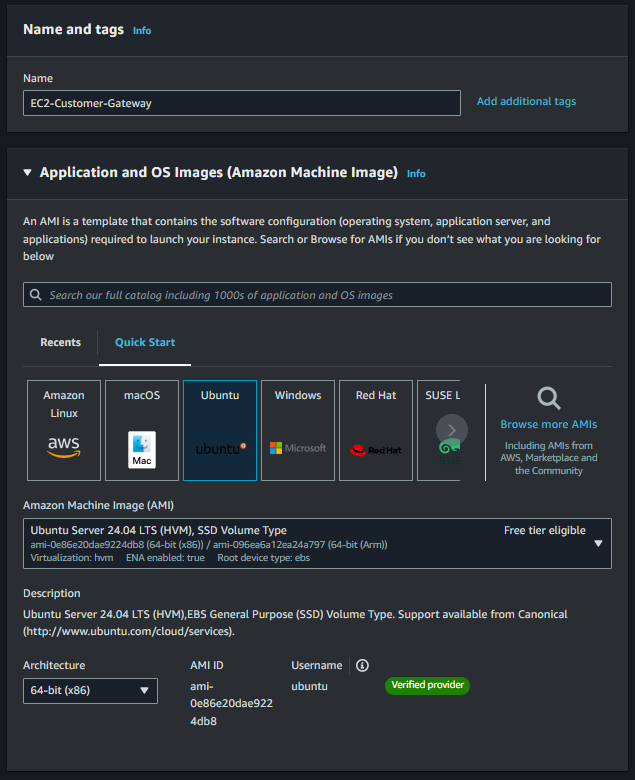 Name and tags Info
Name
EC2-Customer-Gateway
Add additional tags
Application and OS Images (Amazon Machine Image) Info
An AMI is a template that contains the software configuration (operating system, application server, and
applications) required to launch your instance. Search or Browse for AMIs if you don't see what you are looking for
below
Search our full catalog including 1000s of application and OS images
Recents
Quick Start
Amazon
Linux
aws
macOS
Mac
Ubuntu
ubuntu
Windows
Microsoft
Red Hat
Red Hat
SUSE L
Browse more AMIs
Including AMIs from
AWS, Marketplace and
the Community
Amazon Machine Image (AMI)
Ubuntu Server 24.04 LTS (HVM), SSD Volume Type
Free tier eligible
ami-0e86e20dae9224db8 (64-bit (x86)) / ami-096ea6a12ea24a797 (64-bit (Arm))
Virtualization: hvm ENA enabled: true Root device type: ebs
Description
Ubuntu Server 24.04 LTS (HVM),EBS General Purpose (SSD) Volume Type. Support available from Canonical
(http://www.ubuntu.com/cloud/services).
Architecture
64-bit (x86)
AMI ID
ami-
0e86e20dae922
4db8
Username
ubuntu
Verified provider